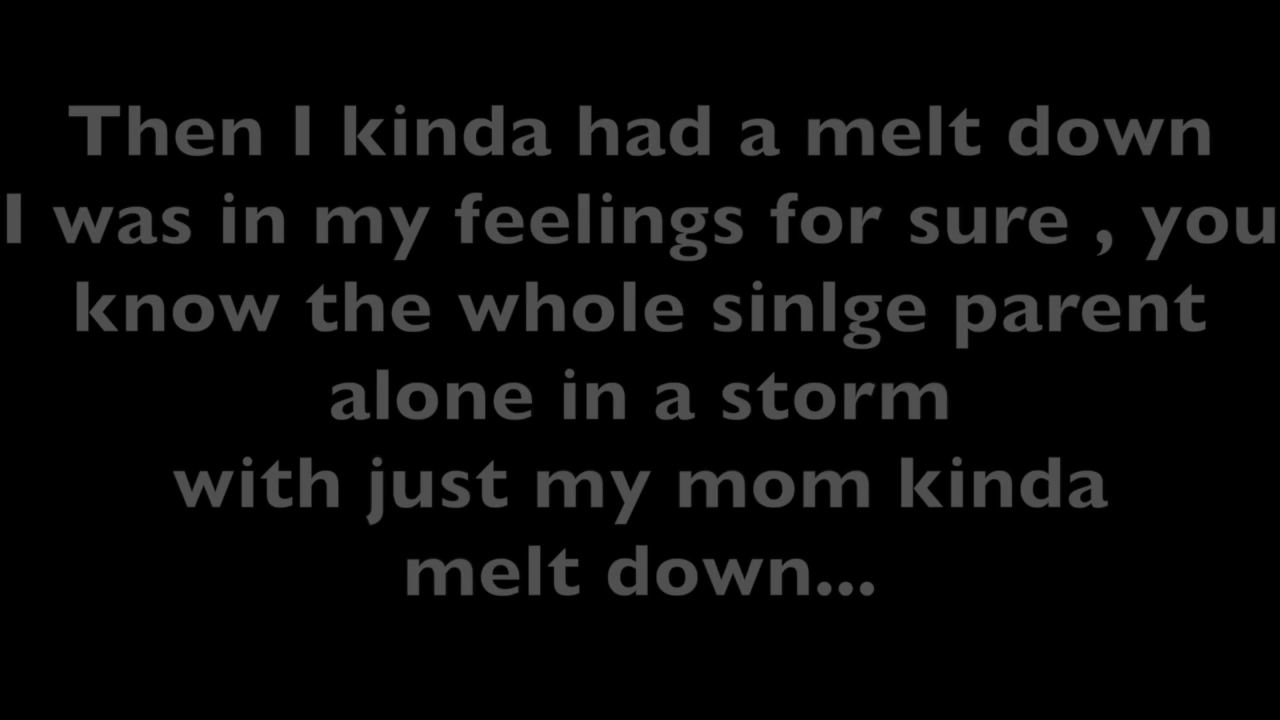 Then I kinda had a melt down
I was in my feelings for sure , you
know the whole sinlge parent
alone in a storm
with just my mom kinda
melt down...